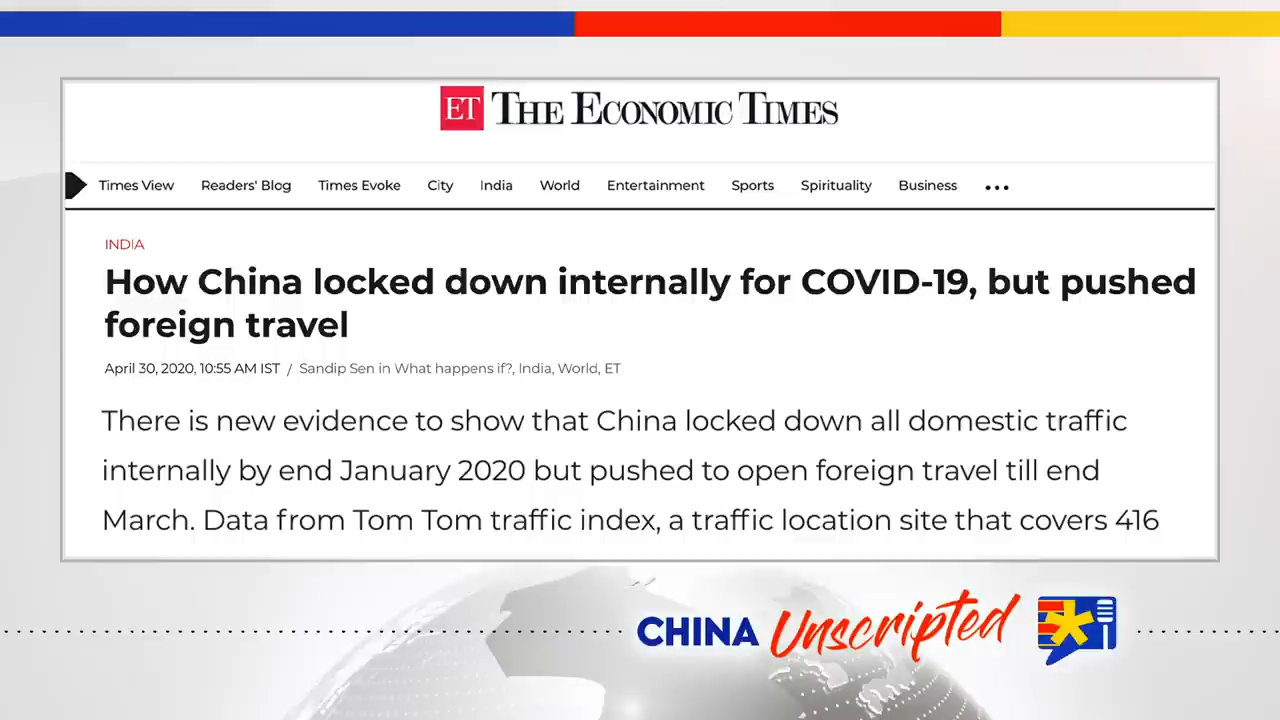 ET THE ECONOMIC TIMES
Times View Readers' Blog Times Evoke City India World Entertainment Sports Spirituality Business •••
INDIA
How China locked down internally for COVID-19, but pushed
foreign travel
April 30, 2020, 10:55 AM IST / Sandip Sen in What happens if?, India, World, ET
There is new evidence to show that China locked down all domestic traffic
internally by end January 2020 but pushed to open foreign travel till end
March. Data from Tom Tom traffic index, a traffic location site that covers 416
CHINA Unscripted